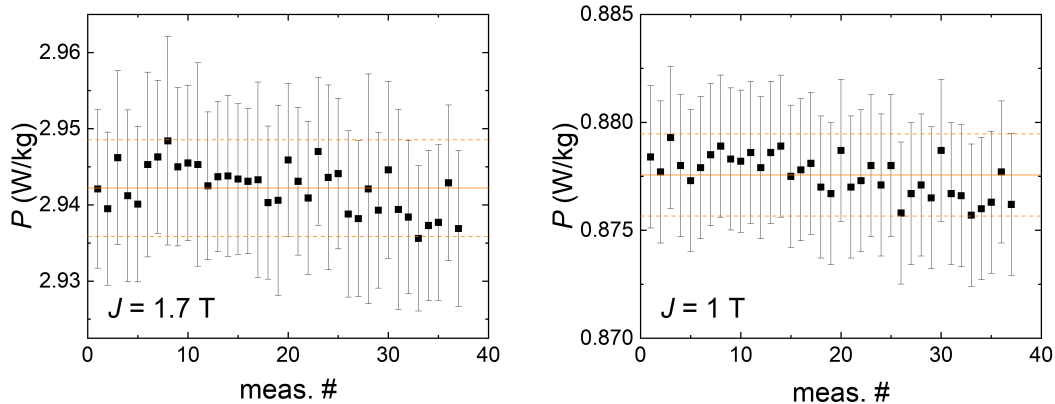 2.96
2.95
2.94
2.93
P (W/kg)
J = 1.7 T
0 10 20 30 40
meas. #
0.885
0.880
0.875
0.870
P (W/kg)
J = 1 T
0 10 20 30 40
meas. #